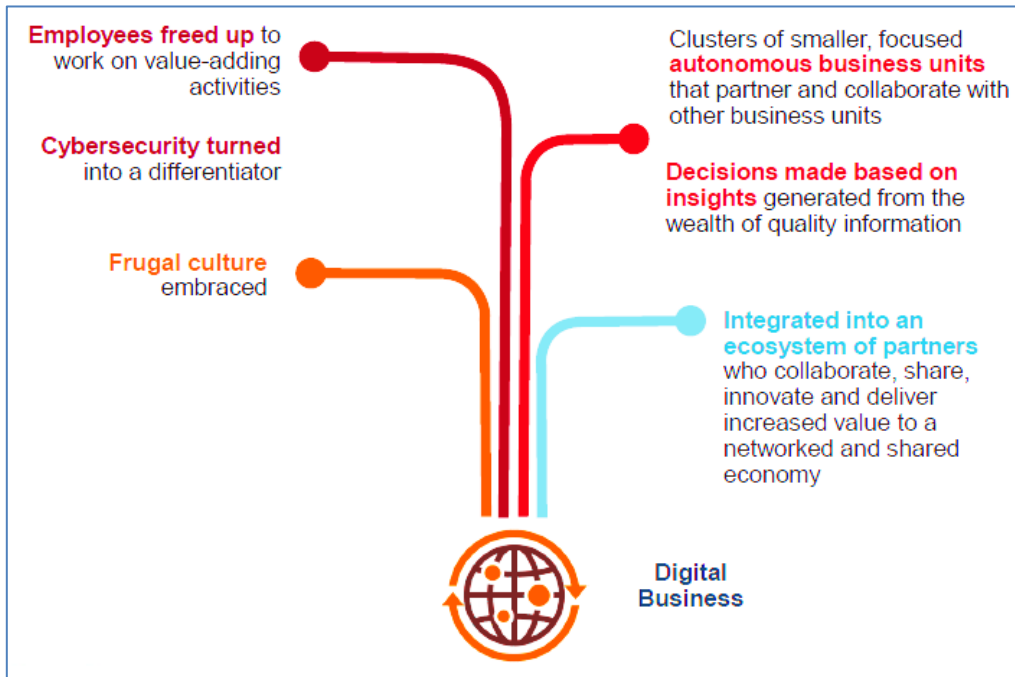 Employees freed up to
work on value-adding
activities
Cybersecurity turned
into a differentiator
Frugal culture
embraced
Clusters of smaller, focused
autonomous business units
that partner and collaborate with
other business units
Decisions made based on
insights generated from the
wealth of quality information
Integrated into an
ecosystem of partners
who collaborate, share,
innovate and deliver
increased value to a
networked and shared
economy
Digital
Business